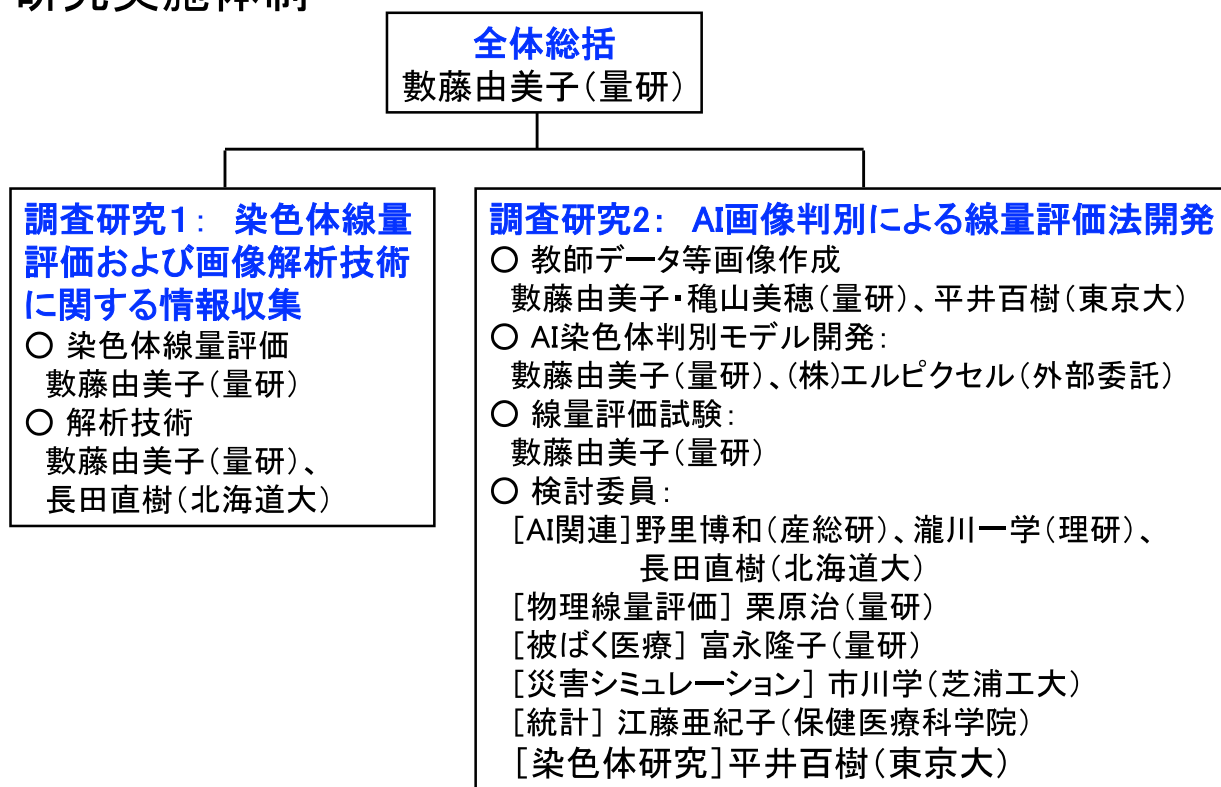 研究実施体制
全体総括
數藤由美子(量研)
調査研究1: 染色体線量
評価および画像解析技術
に関する情報収集
○ 染色体線量評価
數藤由美子(量研)
○ 解析技術
數藤由美子(量研)、
長田直樹(北海道大)
調査研究2: AI画像判別による線量評価法開発
○ 教師データ等画像作成
數藤由美子・穐山美穂(量研)、平井百樹(東京大)
○ AI染色体判別モデル開発:
數藤由美子(量研)、(株)エルピクセル(外部委託)
○ 線量評価試験:
數藤由美子(量研)
○ 検討委員:
[AI関連]野里博和(産総研)、瀧川一学(理研)、
長田直樹(北海道大)
[物理線量評価] 栗原治(量研)
[被ばく医療] 富永隆子(量研)
[災害シミュレーション] 市川学(芝浦工大)
[統計] 江藤亜紀子(保健医療科学院)
[染色体研究]平井百樹(東京大)